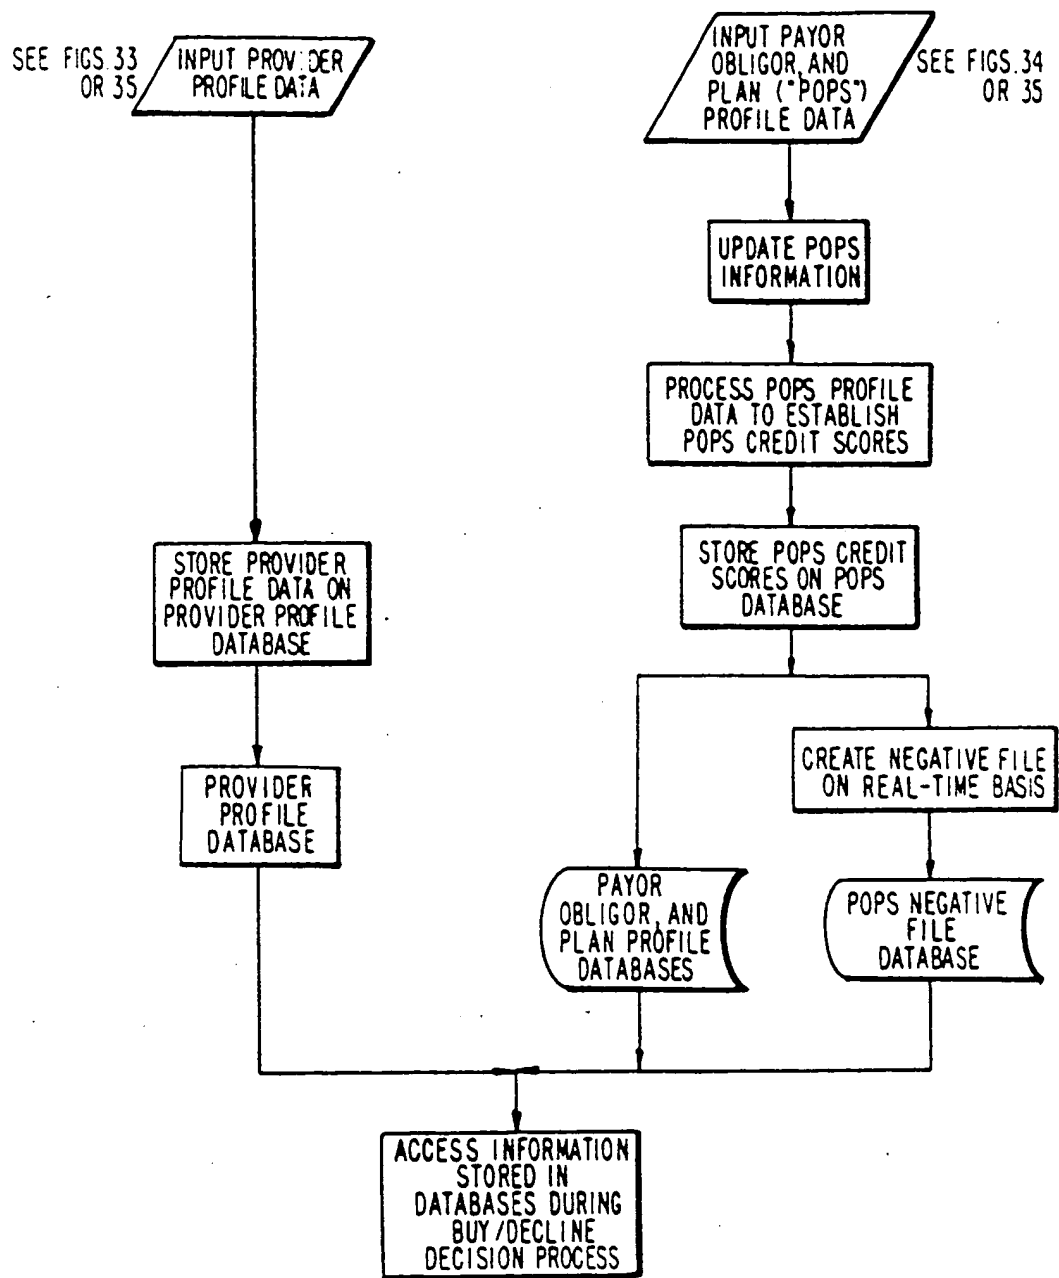 SEE FIGS.33
OR 35
INPUT PROVIDER
PROFILE DATA
INPUT PAYOR
OBLIGOR, AND
PLAN ("POPS")
PROFILE DATA
SEE FIGS.34
OR 35
UPDATE POPS
INFORMATION
PROCESS POPS PROFILE
DATA TO ESTABLISH
POPS CREDIT SCORES
STORE PROVIDER
PROFILE DATA ON
PROVIDER PROFILE
DATABASE
STORE POPS CREDIT
SCORES ON POPS
DATABASE
CREATE NEGATIVE FILE
ON REAL-TIME BASIS
PROVIDER
PROFILE
DATABASE
PAYOR
OBLIGOR, AND
PLAN PROFILE
DATABASES
POPS NEGATIVE
FILE
DATABASE
ACCESS INFORMATION
STORED IN
DATABASES DURING
BUY/DECLINE
DECISION PROCESS